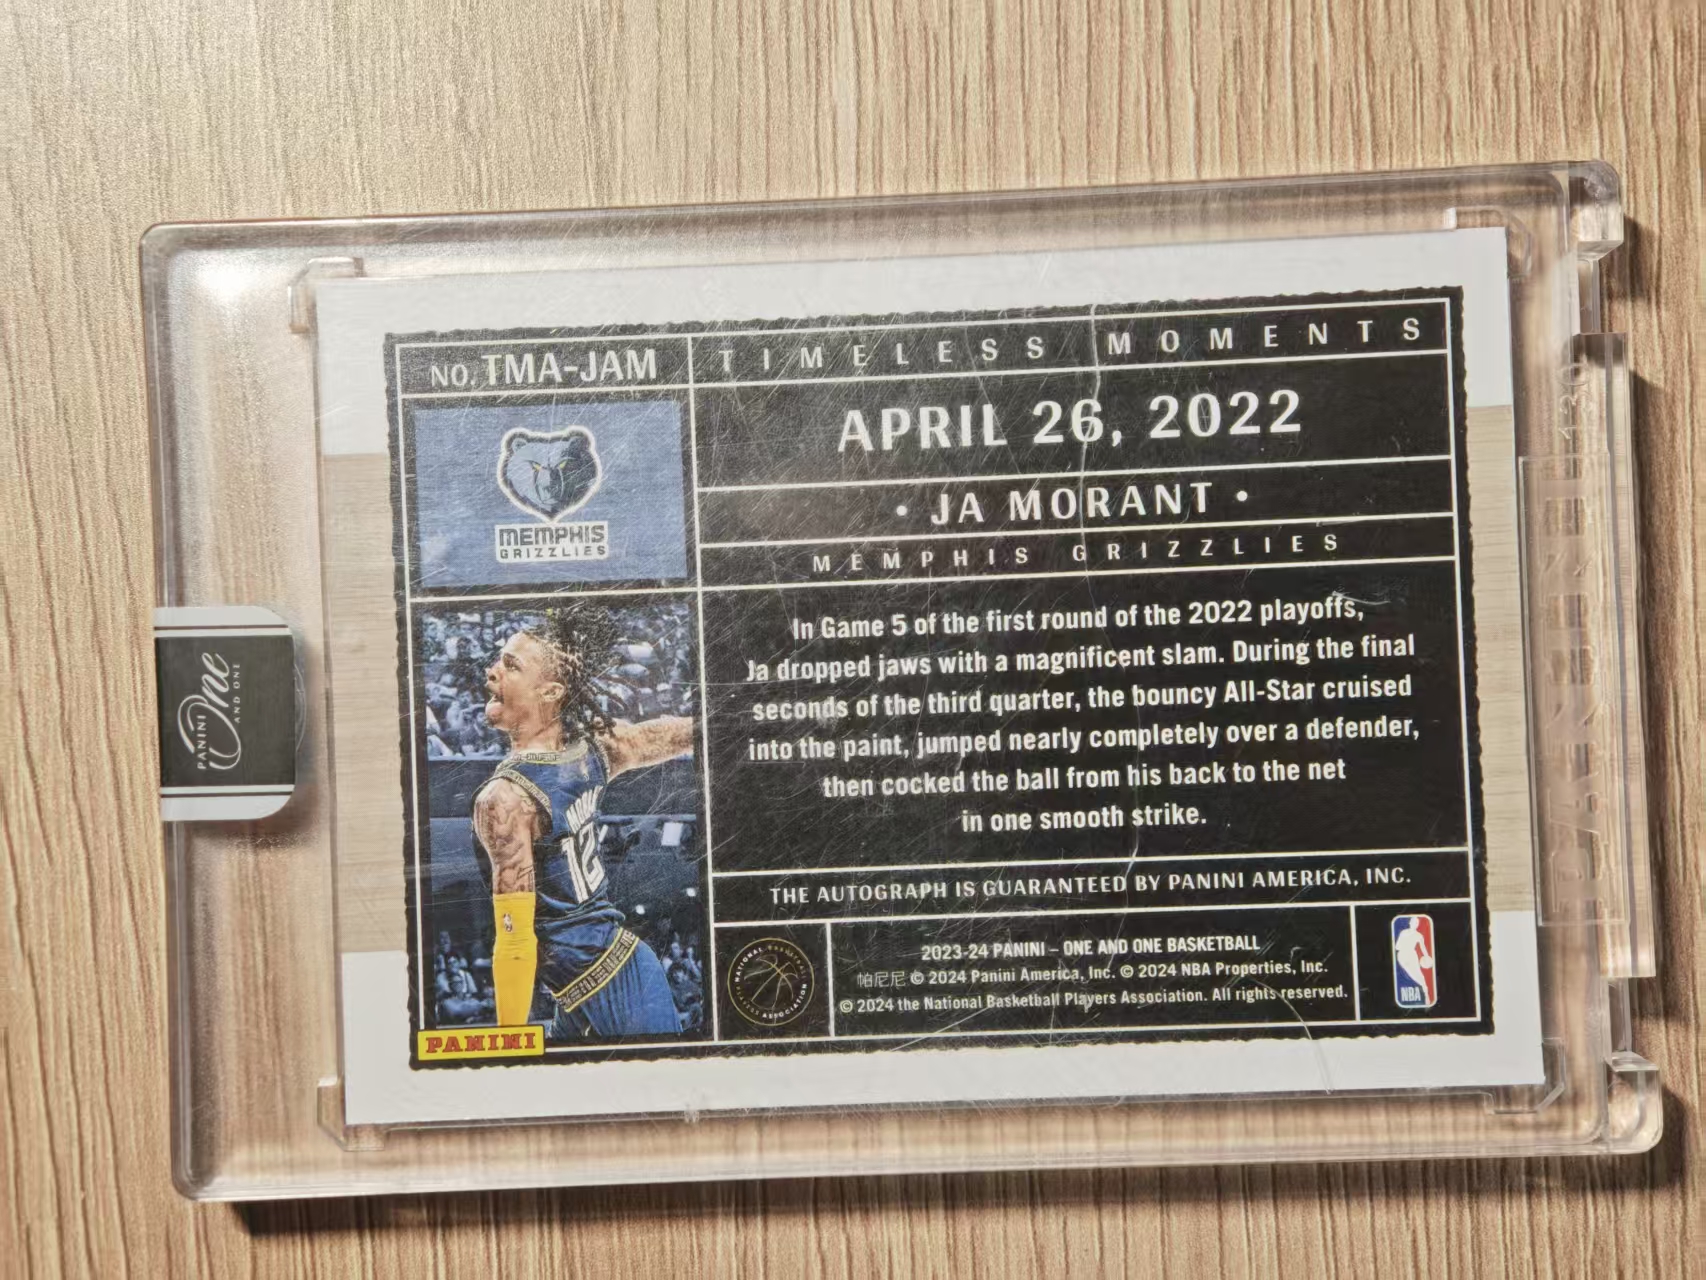 NO. TMA-JAM
TIMELESS MOMENTS
APRIL 26, 2022
• JA MORANT •
MEMPHIS GRIZZLIES
MEMPHIS
GRIZZLIES
In Game 5 of the first round of the 2022 playoffs,
Ja dropped jaws with a magnificent slam. During the final
seconds of the third quarter, the bouncy All-Star cruised
into the paint, jumped nearly completely over a defender,
then cocked the ball from his back to the net
in one smooth strike.
12
PANINI
THE AUTOGRAPH IS GUARANTEED BY PANINI AMERICA, INC.
NATIONAL BASKETBALL PLAYERS ASSOCIATION
2023-24 PANINI – ONE AND ONE BASKETBALL
帕尼尼 © 2024 Panini America, Inc. © 2024 NBA Properties, Inc.
© 2024 the National Basketball Players Association. All rights reserved.
NBA
PANINI
One
AND ONE